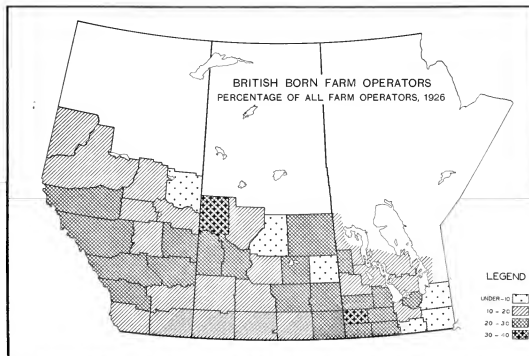 BRITISH BORN FARM OPERATORS
PERCENTAGE OF ALL FARM OPERATORS, 1926
LEGEND
UNDER-10
10 - 20
20 - 30
30 - 40